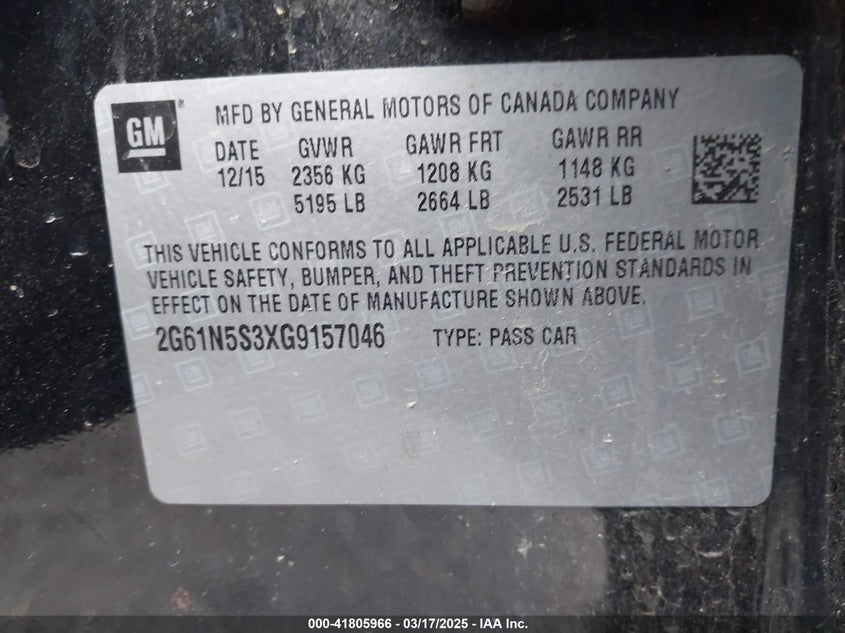 GM ® MFD BY GENERAL MOTORS OF CANADA COMPANY
DATE GVWR GAWR FRT GAWR RR
12/15 2356 KG 1208 KG 1148 KG
5195 LB 2664 LB 2531 LB
THIS VEHICLE CONFORMS TO ALL APPLICABLE U.S. FEDERAL MOTOR
VEHICLE SAFETY, BUMPER, AND THEFT PREVENTION STANDARDS IN
EFFECT ON THE DATE OF MANUFACTURE SHOWN ABOVE.
2G61N5S3XG9157046 TYPE: PASS CAR
000-41805966 - 03/17/2025 - IAA Inc.